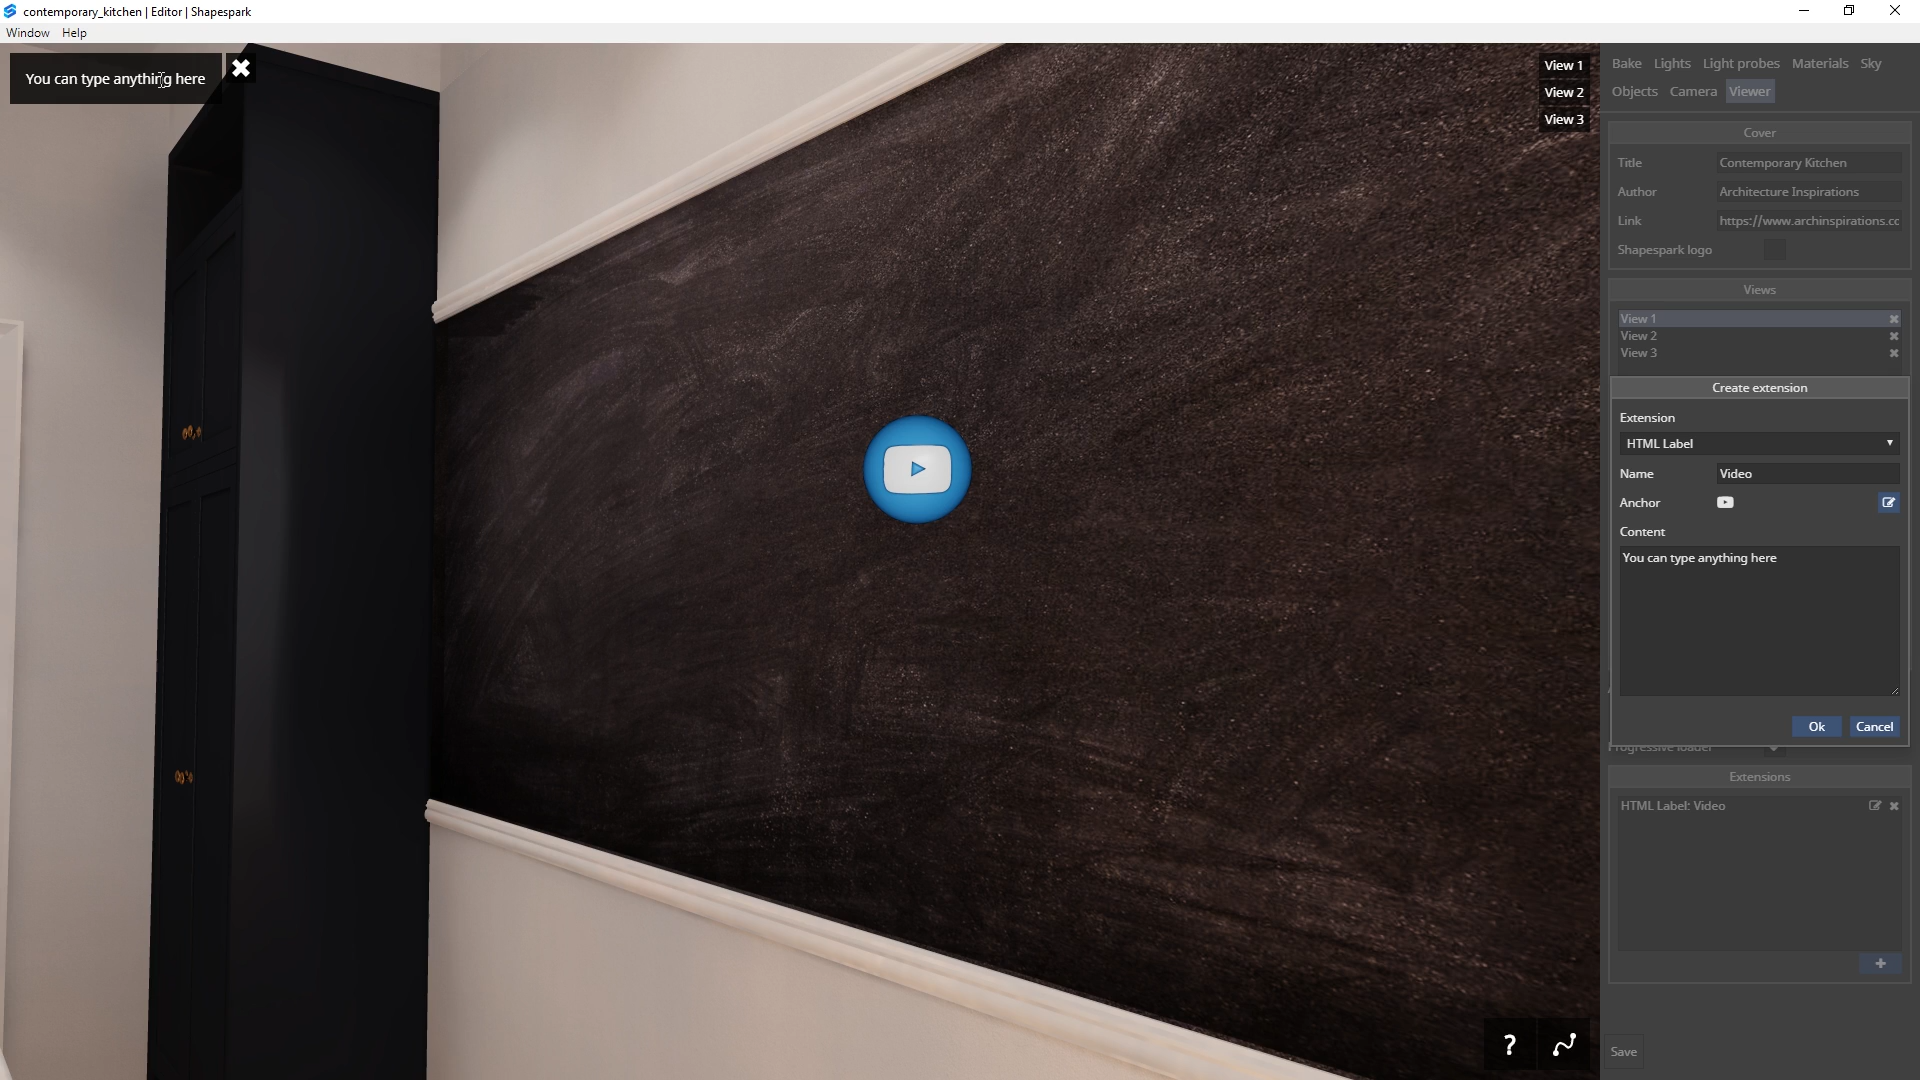 contemporary_kitchen | Editor | Shapespark
Window Help
You can type anything here
View 1
View 2
View 3
Bake Lights Light probes Materials Sky
Objects Camera Viewer
Cover
Title Contemporary Kitchen
Author Architecture Inspirations
Link https://www.archinspirations.cc
Shapespark logo
Views
View 1
View 2
View 3
Create extension
Extension
HTML Label
Name Video
Anchor
Content
You can type anything here
Ok Cancel
Progressive loader
Extensions
HTML Label: Video
?
Save